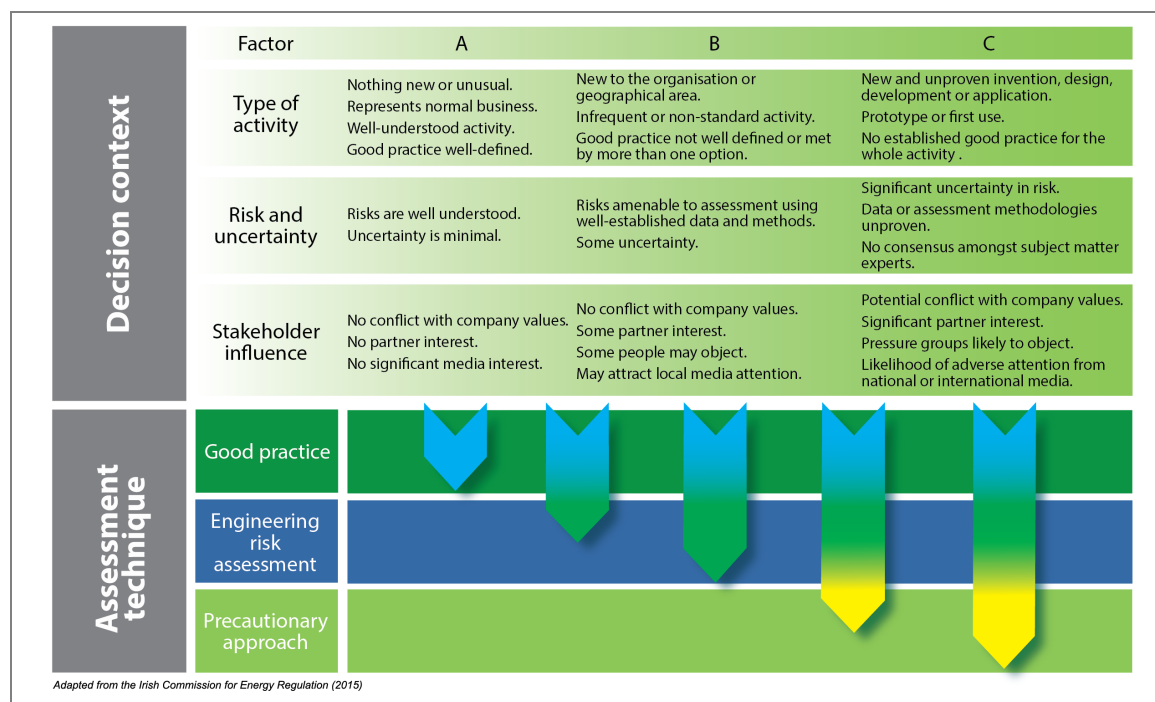 Decision context
Factor
A
B
C
Type of
activity
Nothing new or unusual.
Represents normal business.
Well-understood activity.
Good practice well-defined.
New to the organisation or
geographical area.
Infrequent or non-standard activity.
Good practice not well defined or met
by more than one option.
New and unproven invention, design,
development or application.
Prototype or first use.
No established good practice for the
whole activity .
Risk and
uncertainty
Risks are well understood.
Uncertainty is minimal.
Risks amenable to assessment using
well-established data and methods.
Some uncertainty.
Significant uncertainty in risk.
Data or assessment methodologies
unproven.
No consensus amongst subject matter
experts.
Stakeholder
influence
No conflict with company values.
No partner interest.
No significant media interest.
No conflict with company values.
Some partner interest.
Some people may object.
May attract local media attention.
Potential conflict with company values.
Significant partner interest.
Pressure groups likely to object.
Likelihood of adverse attention from
national or international media.
Assessment
technique
Good practice
Engineering
risk
assessment
Precautionary
approach
Adapted from the Irish Commission for Energy Regulation (2015)